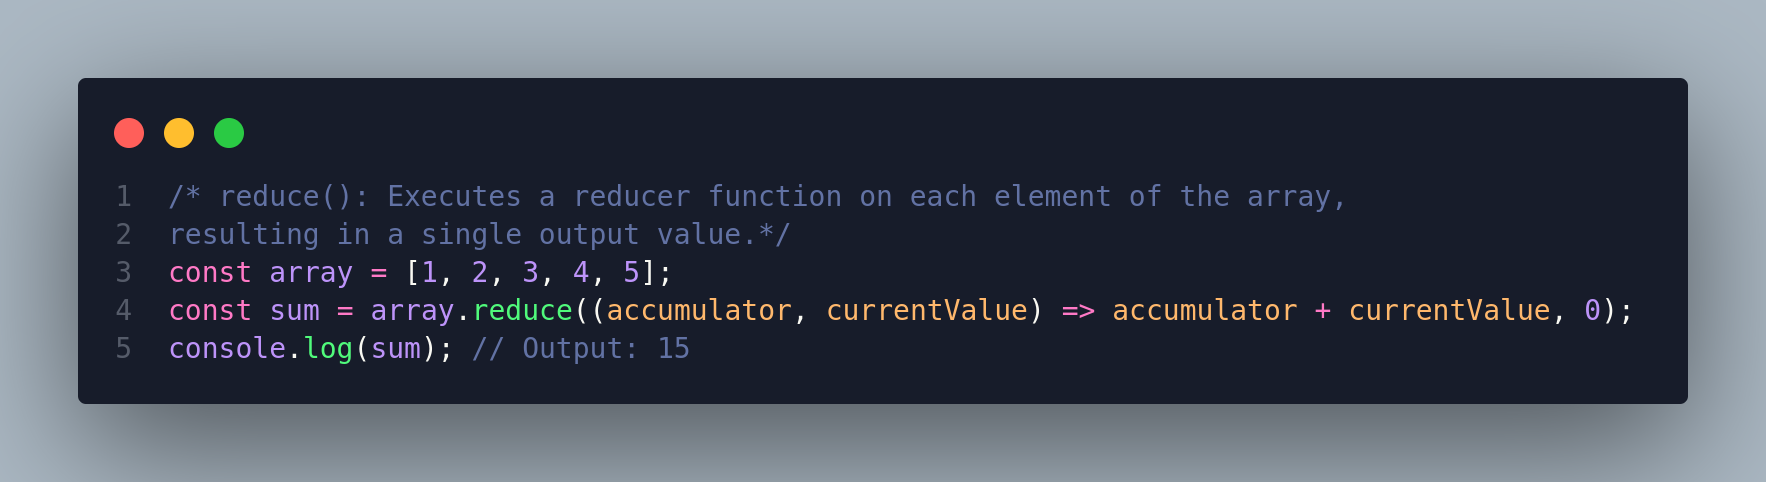 1 /* reduce(): Executes a reducer function on each element of the array,
2 resulting in a single output value.*/
3 const array = [1, 2, 3, 4, 5];
4 const sum = array.reduce((accumulator, currentValue) => accumulator + currentValue, 0);
5 console.log(sum); // Output: 15